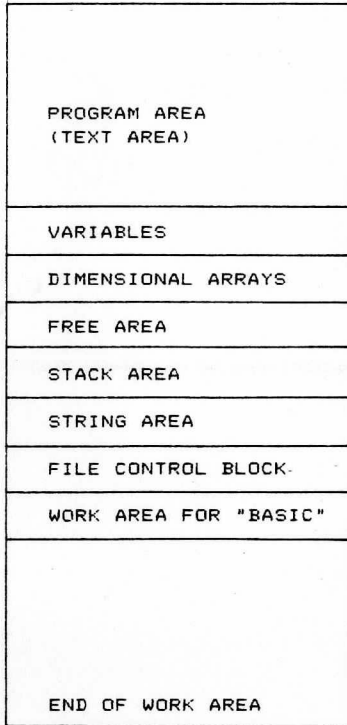 PROGRAM AREA
(TEXT AREA)
VARIABLES
DIMENSIONAL ARRAYS
FREE AREA
STACK AREA
STRING AREA
FILE CONTROL BLOCK
WORK AREA FOR "BASIC"
END OF WORK AREA